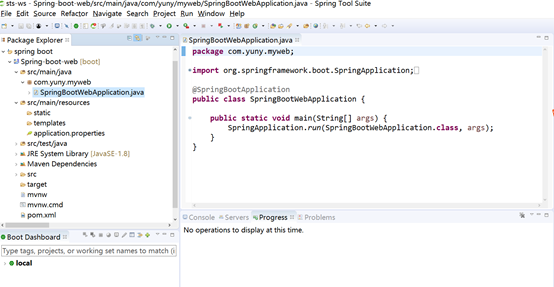 sts-ws - Spring-boot-web/src/main/java/com/yuny/myweb/SpringBootWebApplication.java - Spring Tool Suite
File Edit Source Refactor Navigate Search Project Run Window Help
Package Explorer
spring boot
Spring-boot-web [boot]
src/main/java
com.yuny.myweb
SpringBootWebApplication.java
src/main/resources
static
templates
application.properties
src/test/java
JRE System Library [JavaSE-1.8]
Maven Dependencies
src
target
mvnw
mvnw.cmd
pom.xml
Boot Dashboard
Type tags, projects, or working set names to match (i
local
SpringBootWebApplication.java
package com.yuny.myweb;
import org.springframework.boot.SpringApplication;
@SpringBootApplication
public class SpringBootWebApplication {
public static void main(String[] args) {
SpringApplication.run(SpringBootWebApplication.class, args);
}
}
Console Servers Progress Problems
No operations to display at this time.